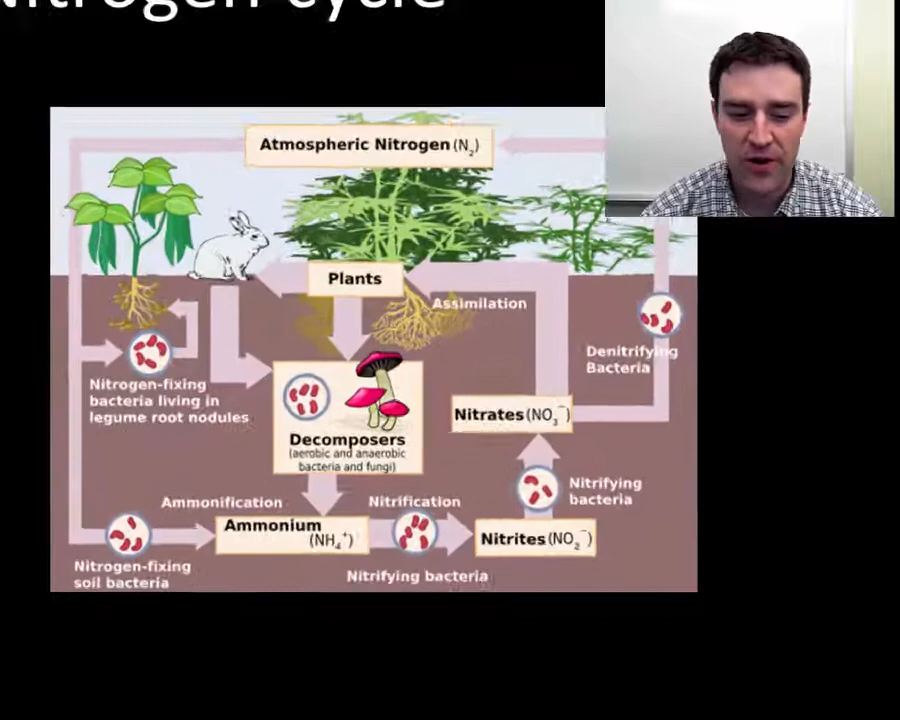 Nitrogen cycle
Atmospheric Nitrogen (N2)
Plants
Assimilation
Denitrifying
Bacteria
Nitrogen-fixing
bacteria living in
legume root nodules
Decomposers
(aerobic and anaerobic
bacteria and fungi)
Nitrates (NO3−)
Nitrifying
bacteria
Ammonification
Nitrification
Ammonium
(NH4+)
Nitrites (NO2−)
Nitrogen-fixing
soil bacteria
Nitrifying bacteria